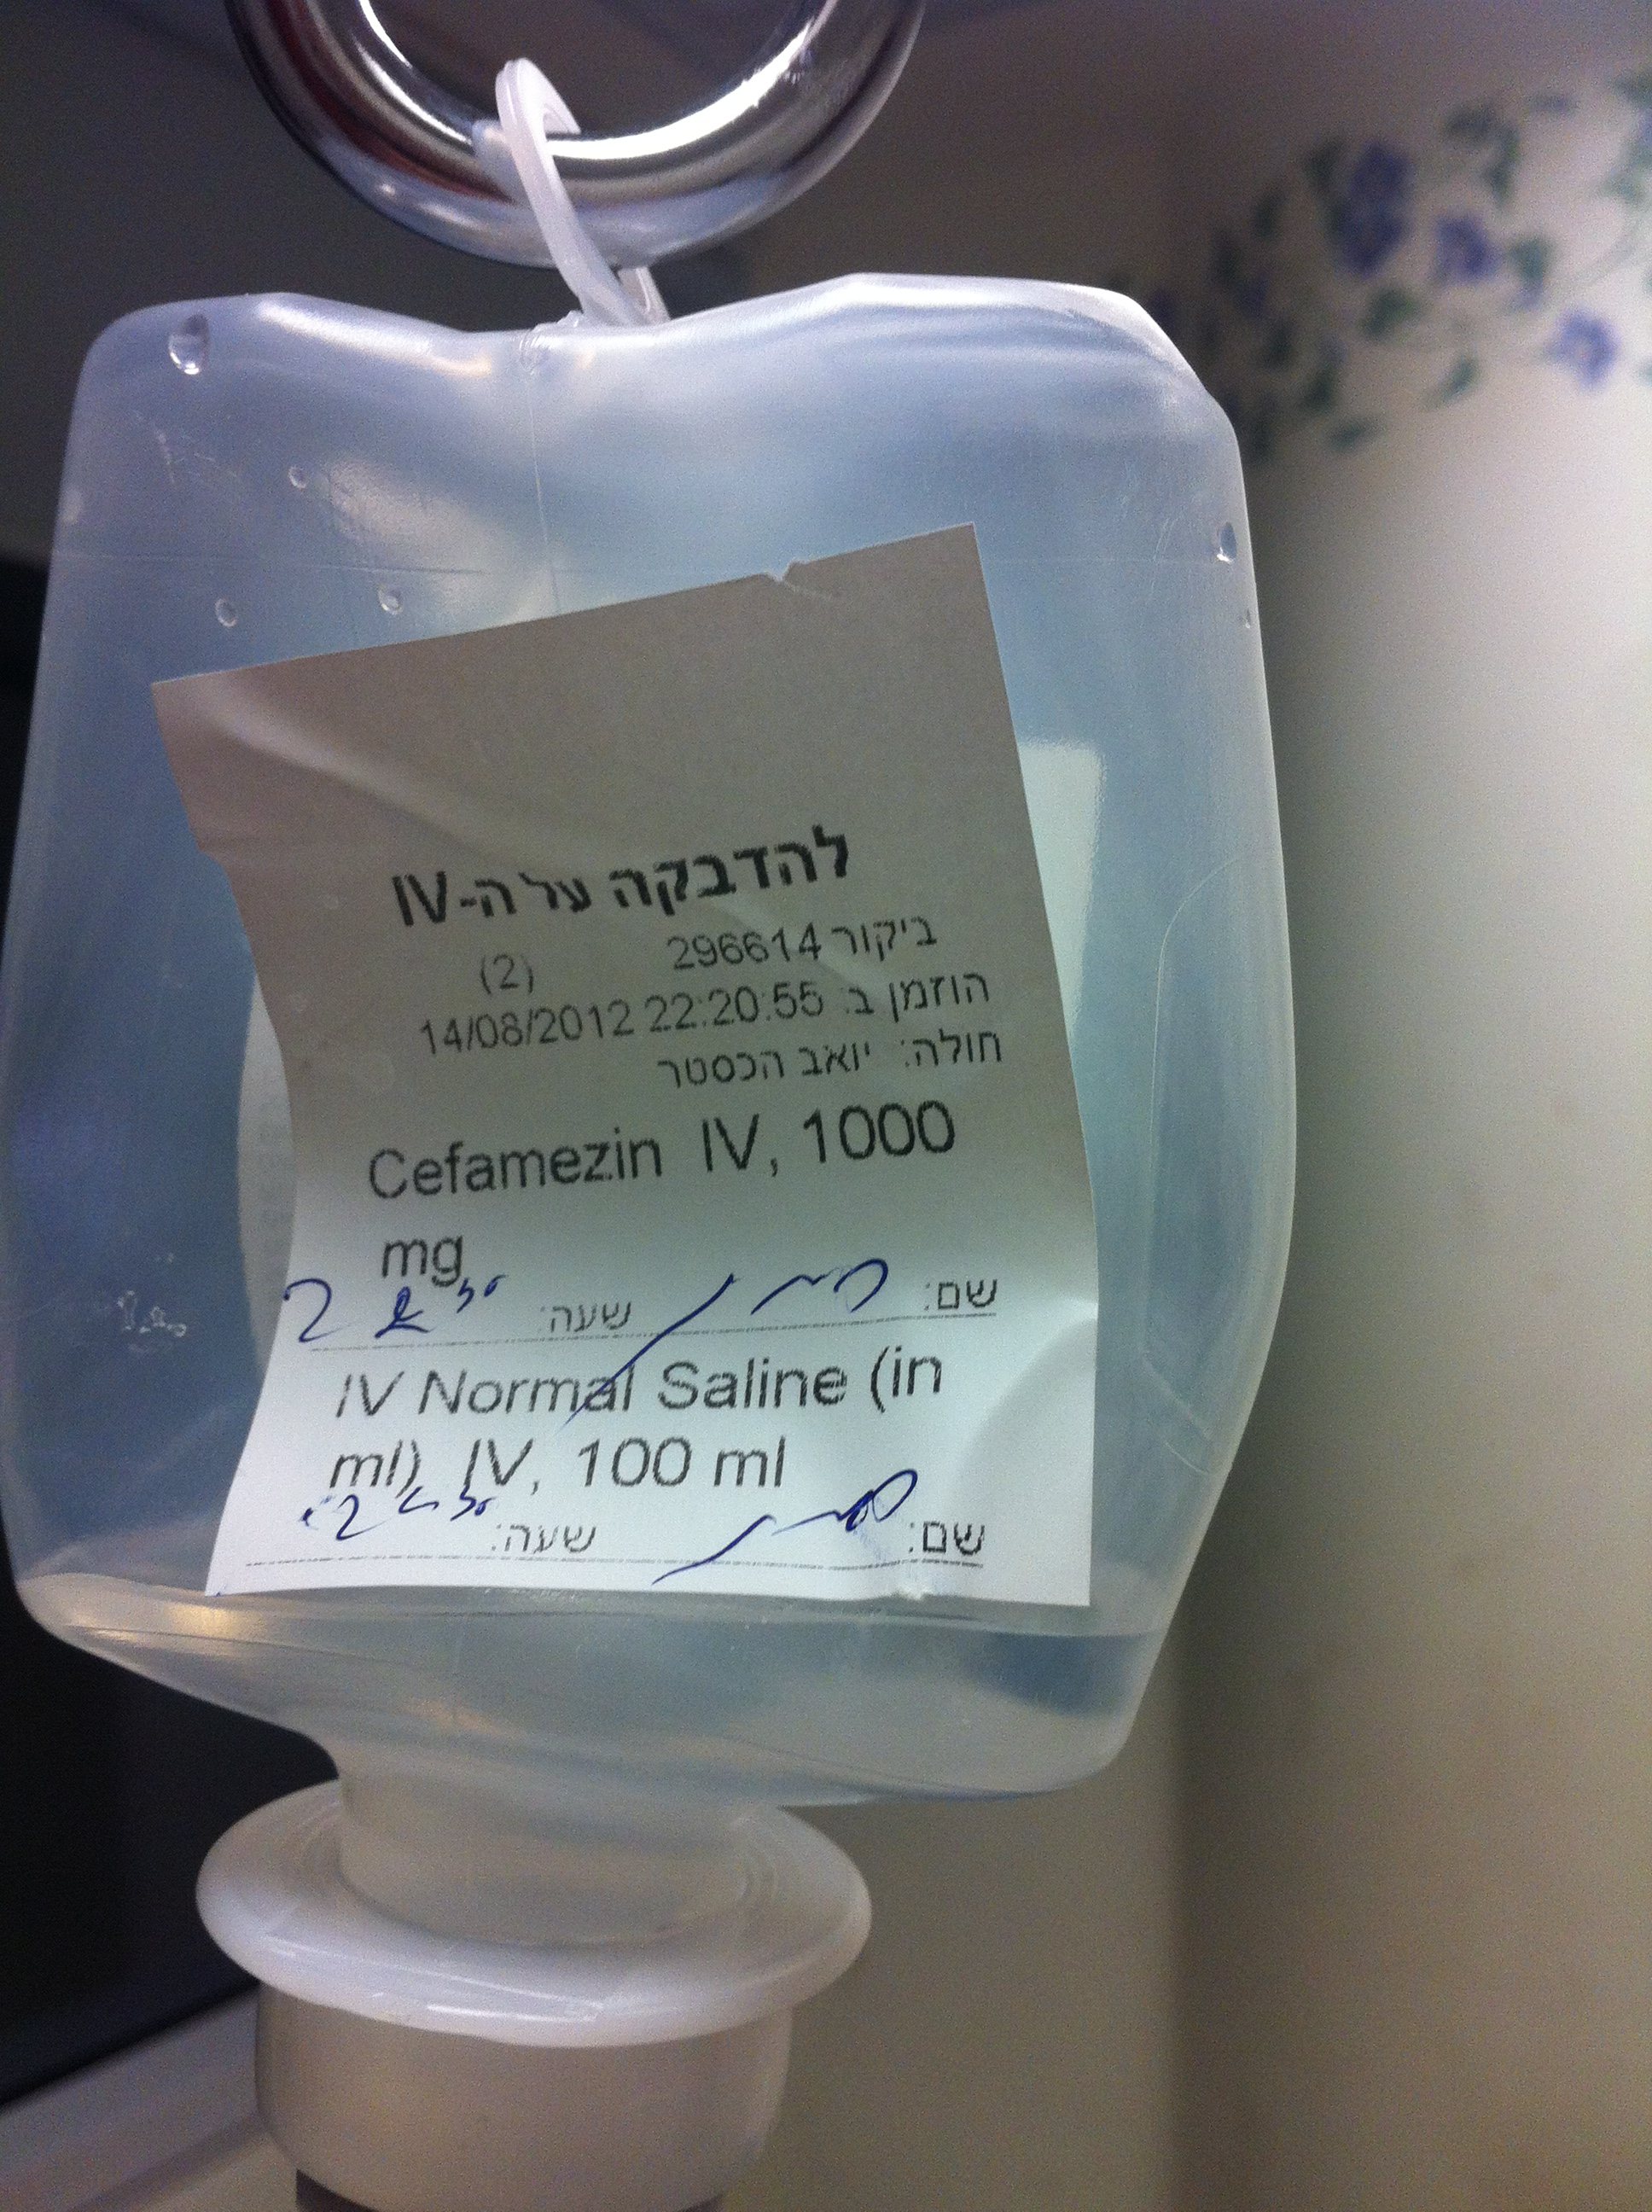 להדבקה על ה-IV
ביקור 296614 (2)
הוזמן ב: 14/08/2012 22:20:55
חולה: יואב הכסטר
Cefamezin IV, 1000
mg
שם: שעה:
IV Normal Saline (in
ml), IV, 100 ml
שם: שעה: